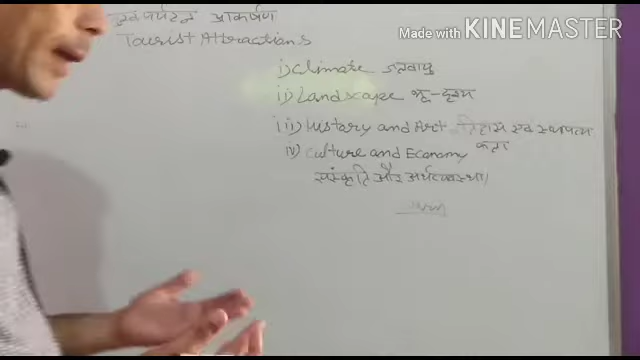 Made with KINEMASTER
पर्यटन आकर्षण
Tourist Attractions
i) Climate जलवायु
ii) Landscape भू-दृश्य
iii) History and Art इतिहास एवं स्थापत्य
कला
iv) Culture and Economy
संस्कृति और अर्थव्यवस्था